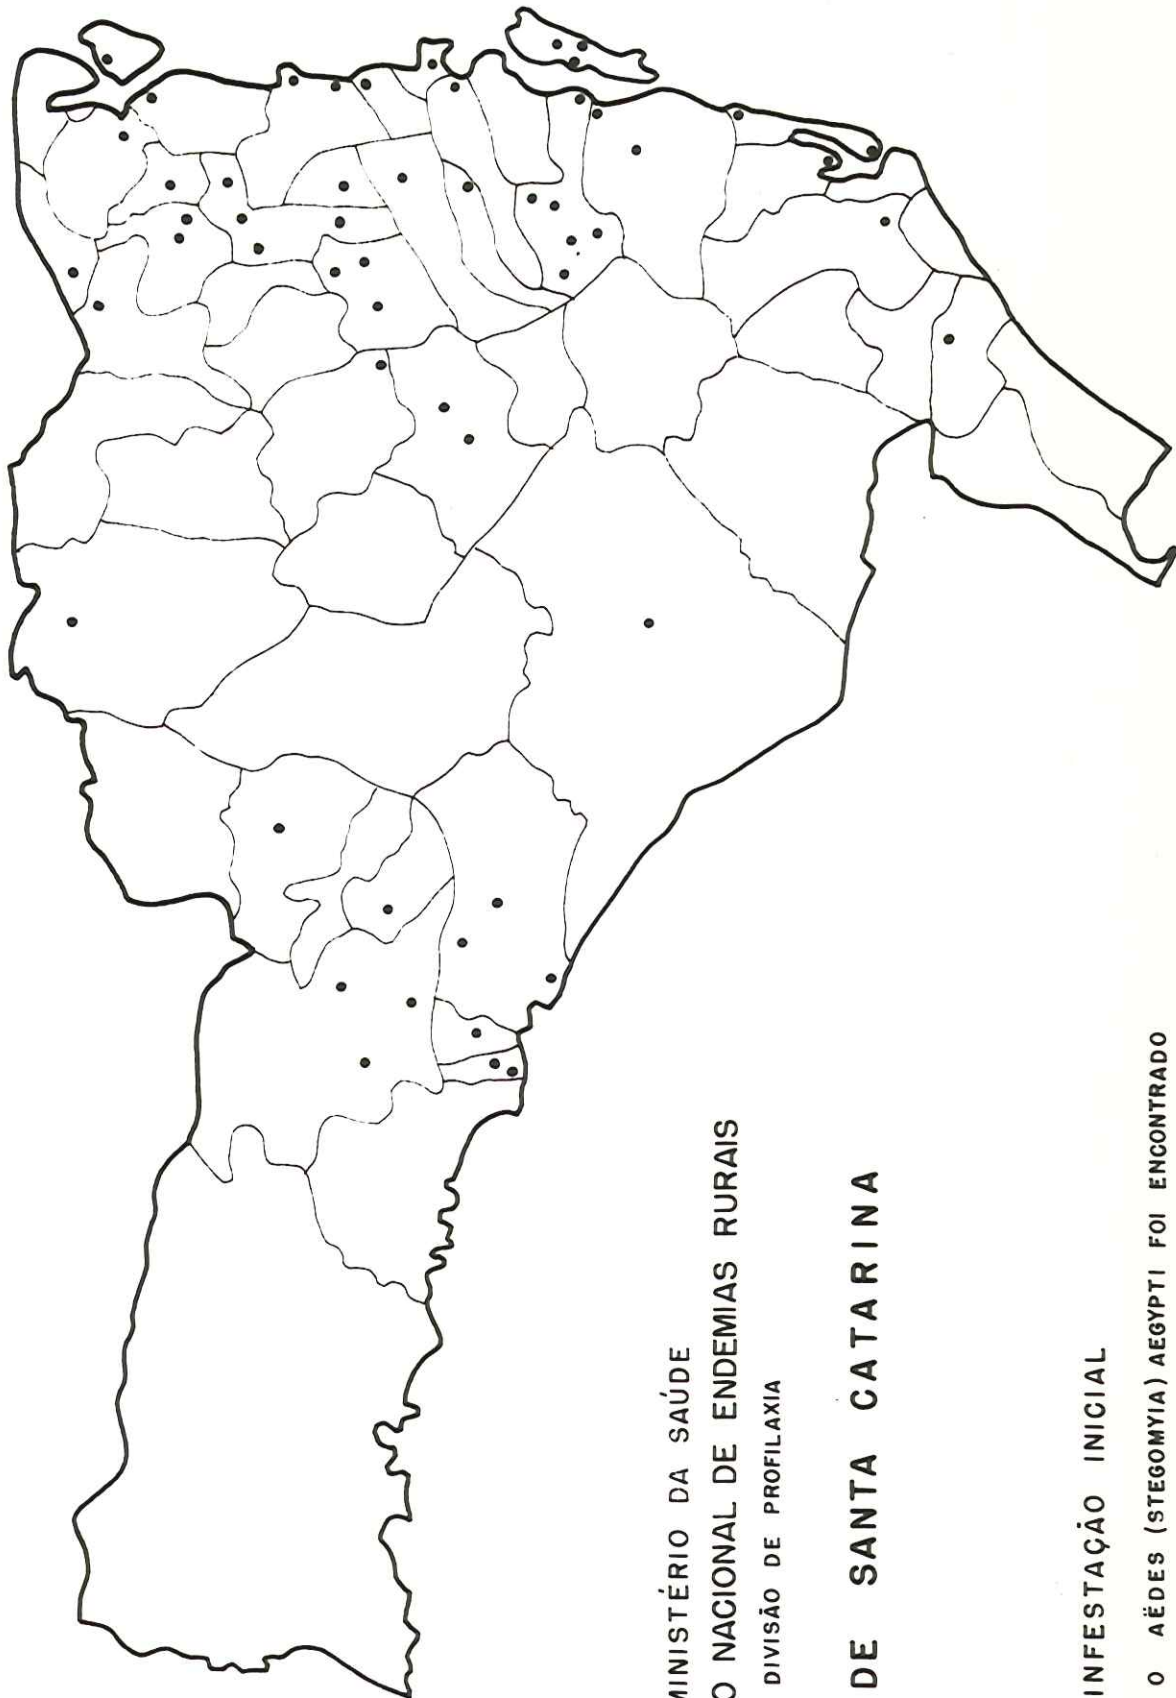 MINISTÉRIO DA SAÚDE
O NACIONAL DE ENDEMIAS RURAIS
DIVISÃO DE PROFILAXIA
DE SANTA CATARINA
INFESTAÇÃO INICIAL
O AËDES (STEGOMYIA) AEGYPTI FOI ENCONTRADO